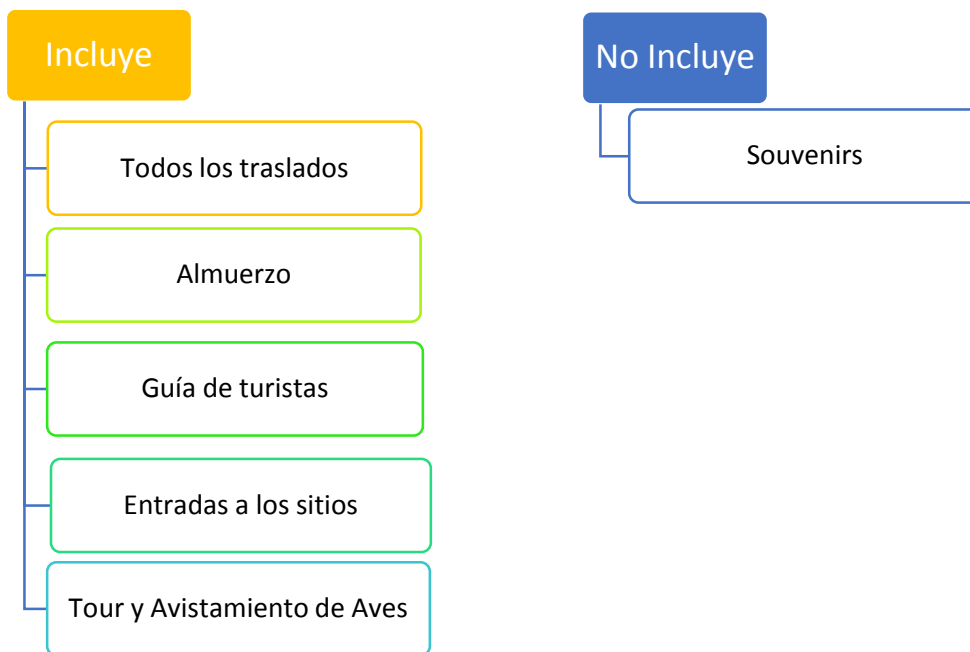 Incluye
Todos los traslados
Almuerzo
Guía de turistas
Entradas a los sitios
Tour y Avistamiento de Aves
No Incluye
Souvenirs